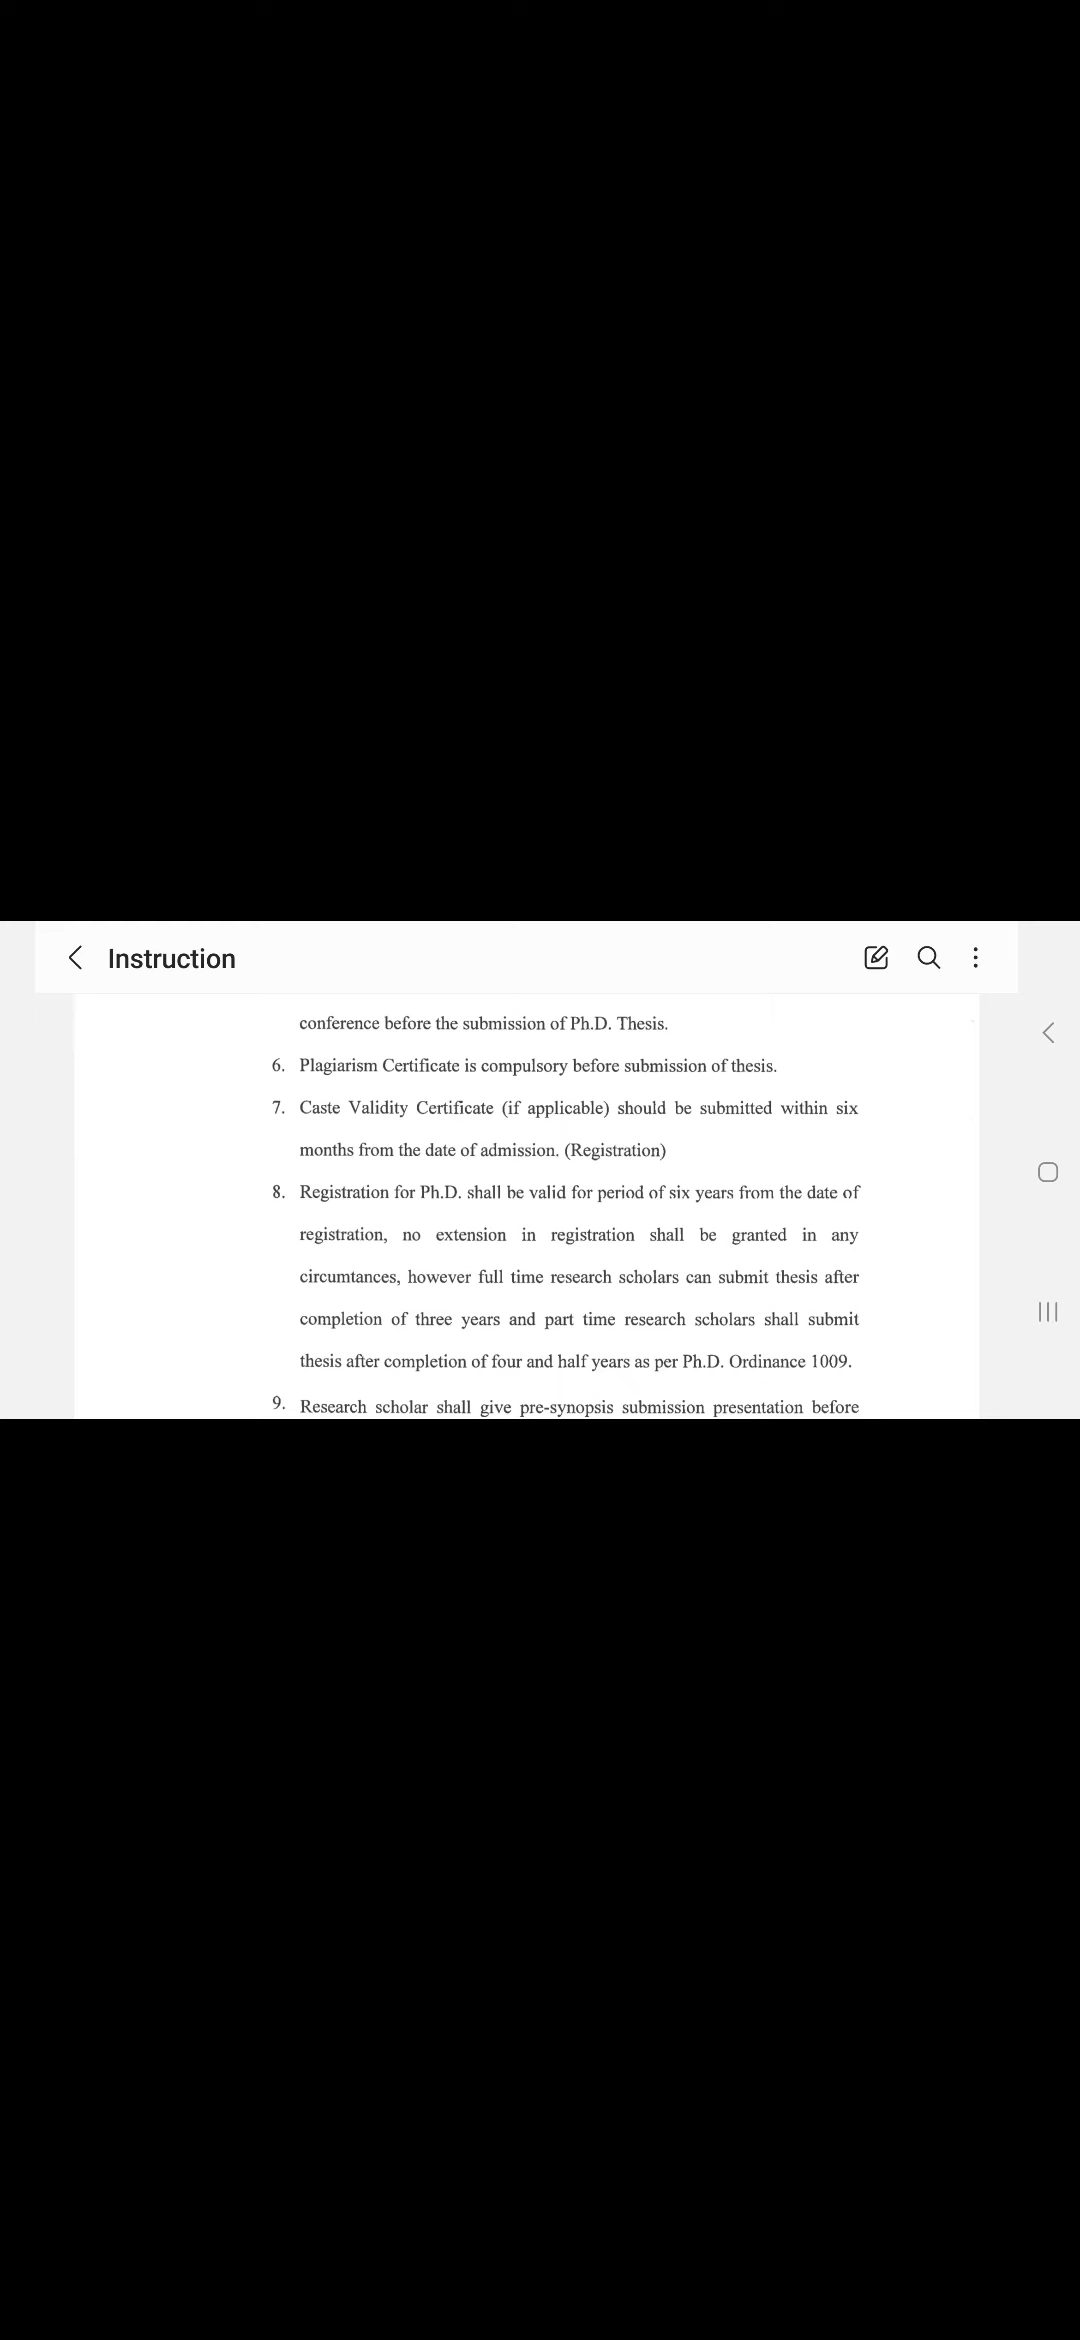 Instruction
conference before the submission of Ph.D. Thesis.
6. Plagiarism Certificate is compulsory before submission of thesis.
7. Caste Validity Certificate (if applicable) should be submitted within six
months from the date of admission. (Registration)
8. Registration for Ph.D. shall be valid for period of six years from the date of
registration, no extension in registration shall be granted in any
circumtances, however full time research scholars can submit thesis after
completion of three years and part time research scholars shall submit
thesis after completion of four and half years as per Ph.D. Ordinance 1009.
9. Research scholar shall give pre-synopsis submission presentation before